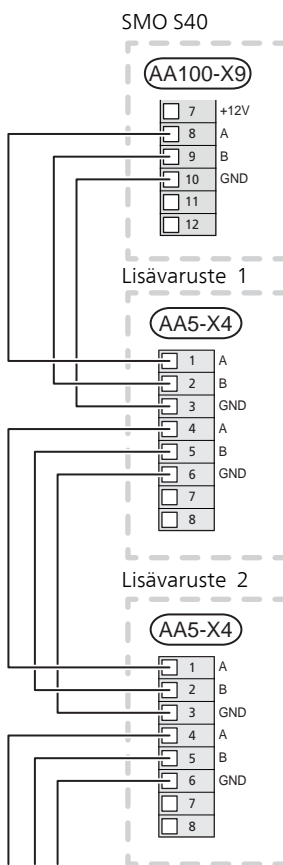 SMO S40
AA100-X9
7 +12V
8 A
9 B
10 GND
11
12
Lisävaruste 1
AA5-X4
1 A
2 B
3 GND
4 A
5 B
6 GND
7
8
Lisävaruste 2
AA5-X4
1 A
2 B
3 GND
4 A
5 B
6 GND
7
8